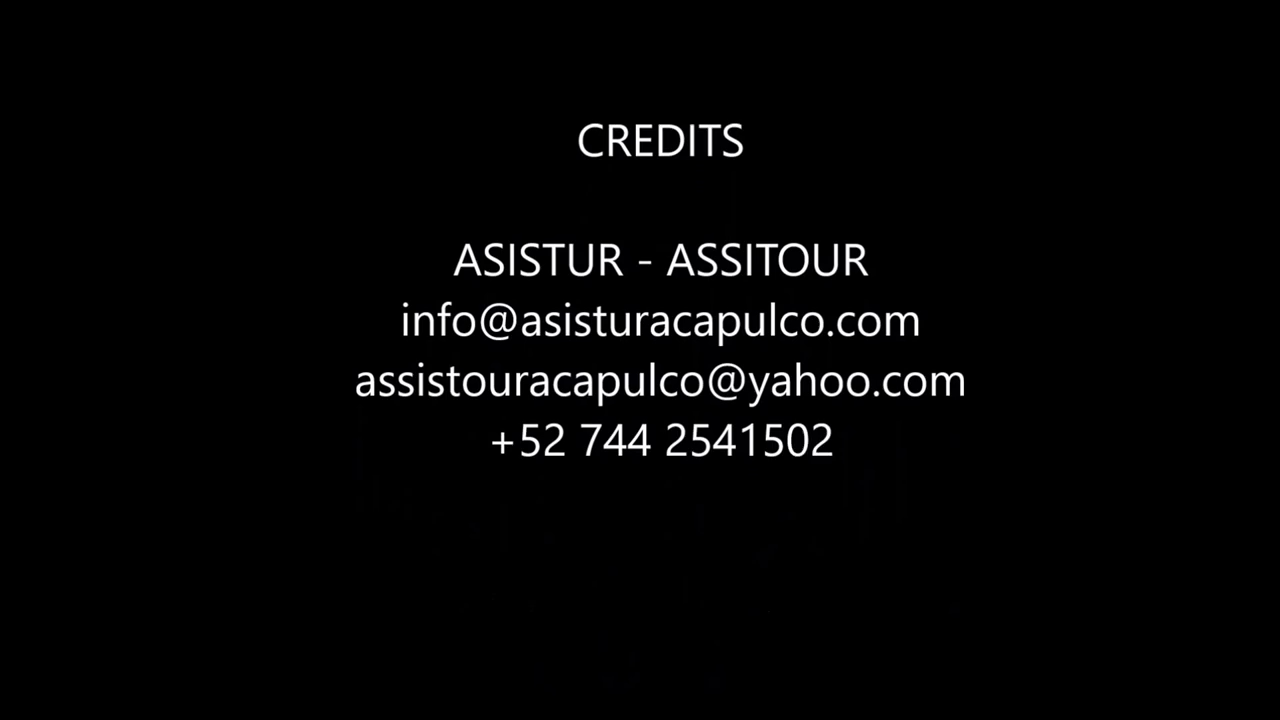 CREDITS
ASISTUR - ASSITOUR
info@asisturacapulco.com
assistouracapulco@yahoo.com
+52 744 2541502